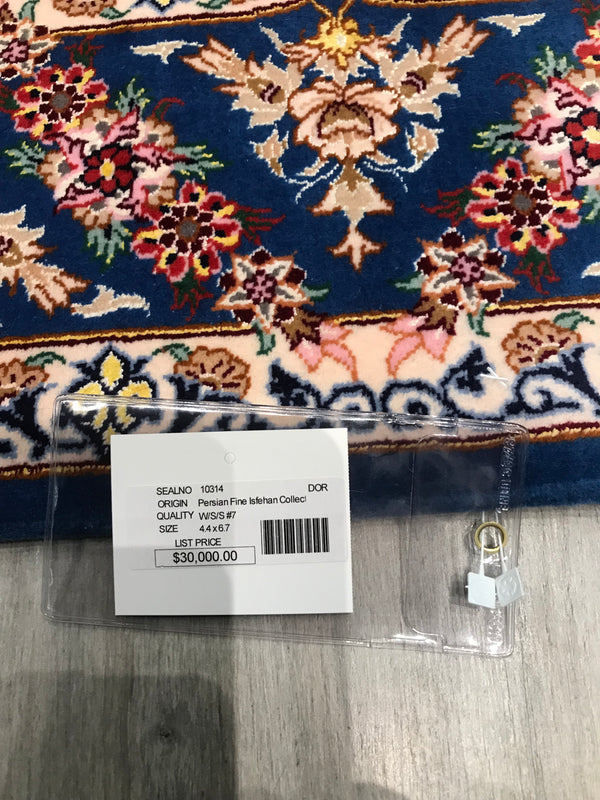 SEALNO 10314 DOR
ORIGIN Persian Fine Isfehan Collect
QUALITY W/S/S #7
SIZE 4.4 x 6.7
LIST PRICE
$30,000.00